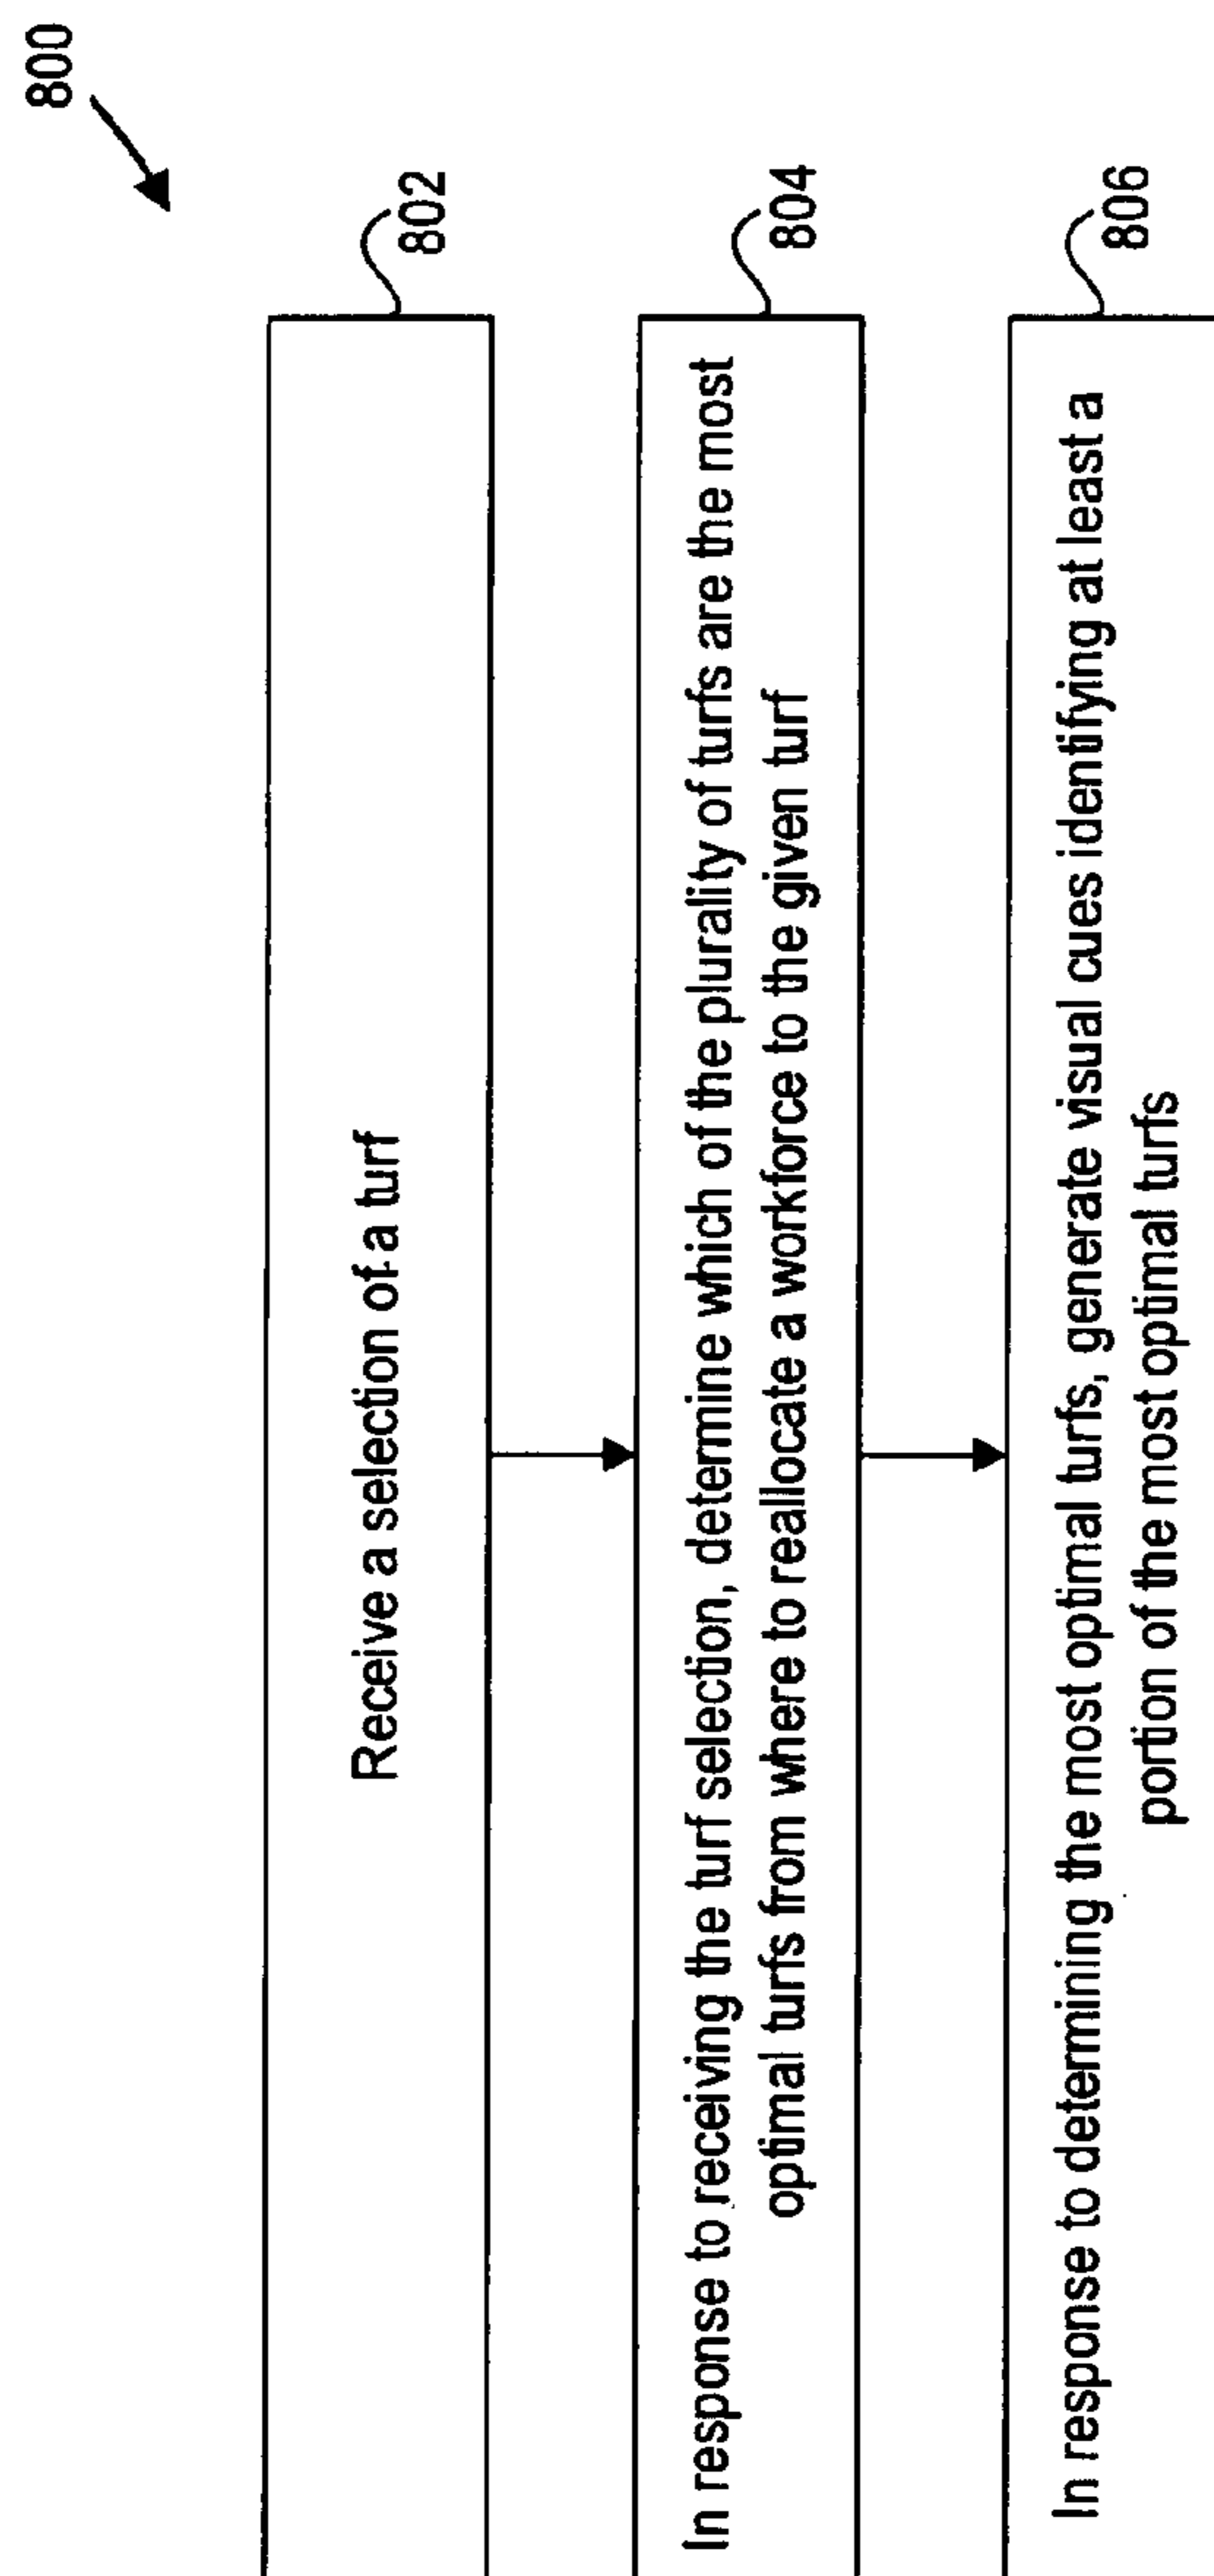 800
802
Receive a selection of a turf
804
In response to receiving the turf selection, determine which of the plurality of turfs are the most
optimal turfs from where to reallocate a workforce to the given turf
806
In response to determining the most optimal turfs, generate visual cues identifying at least a
portion of the most optimal turfs